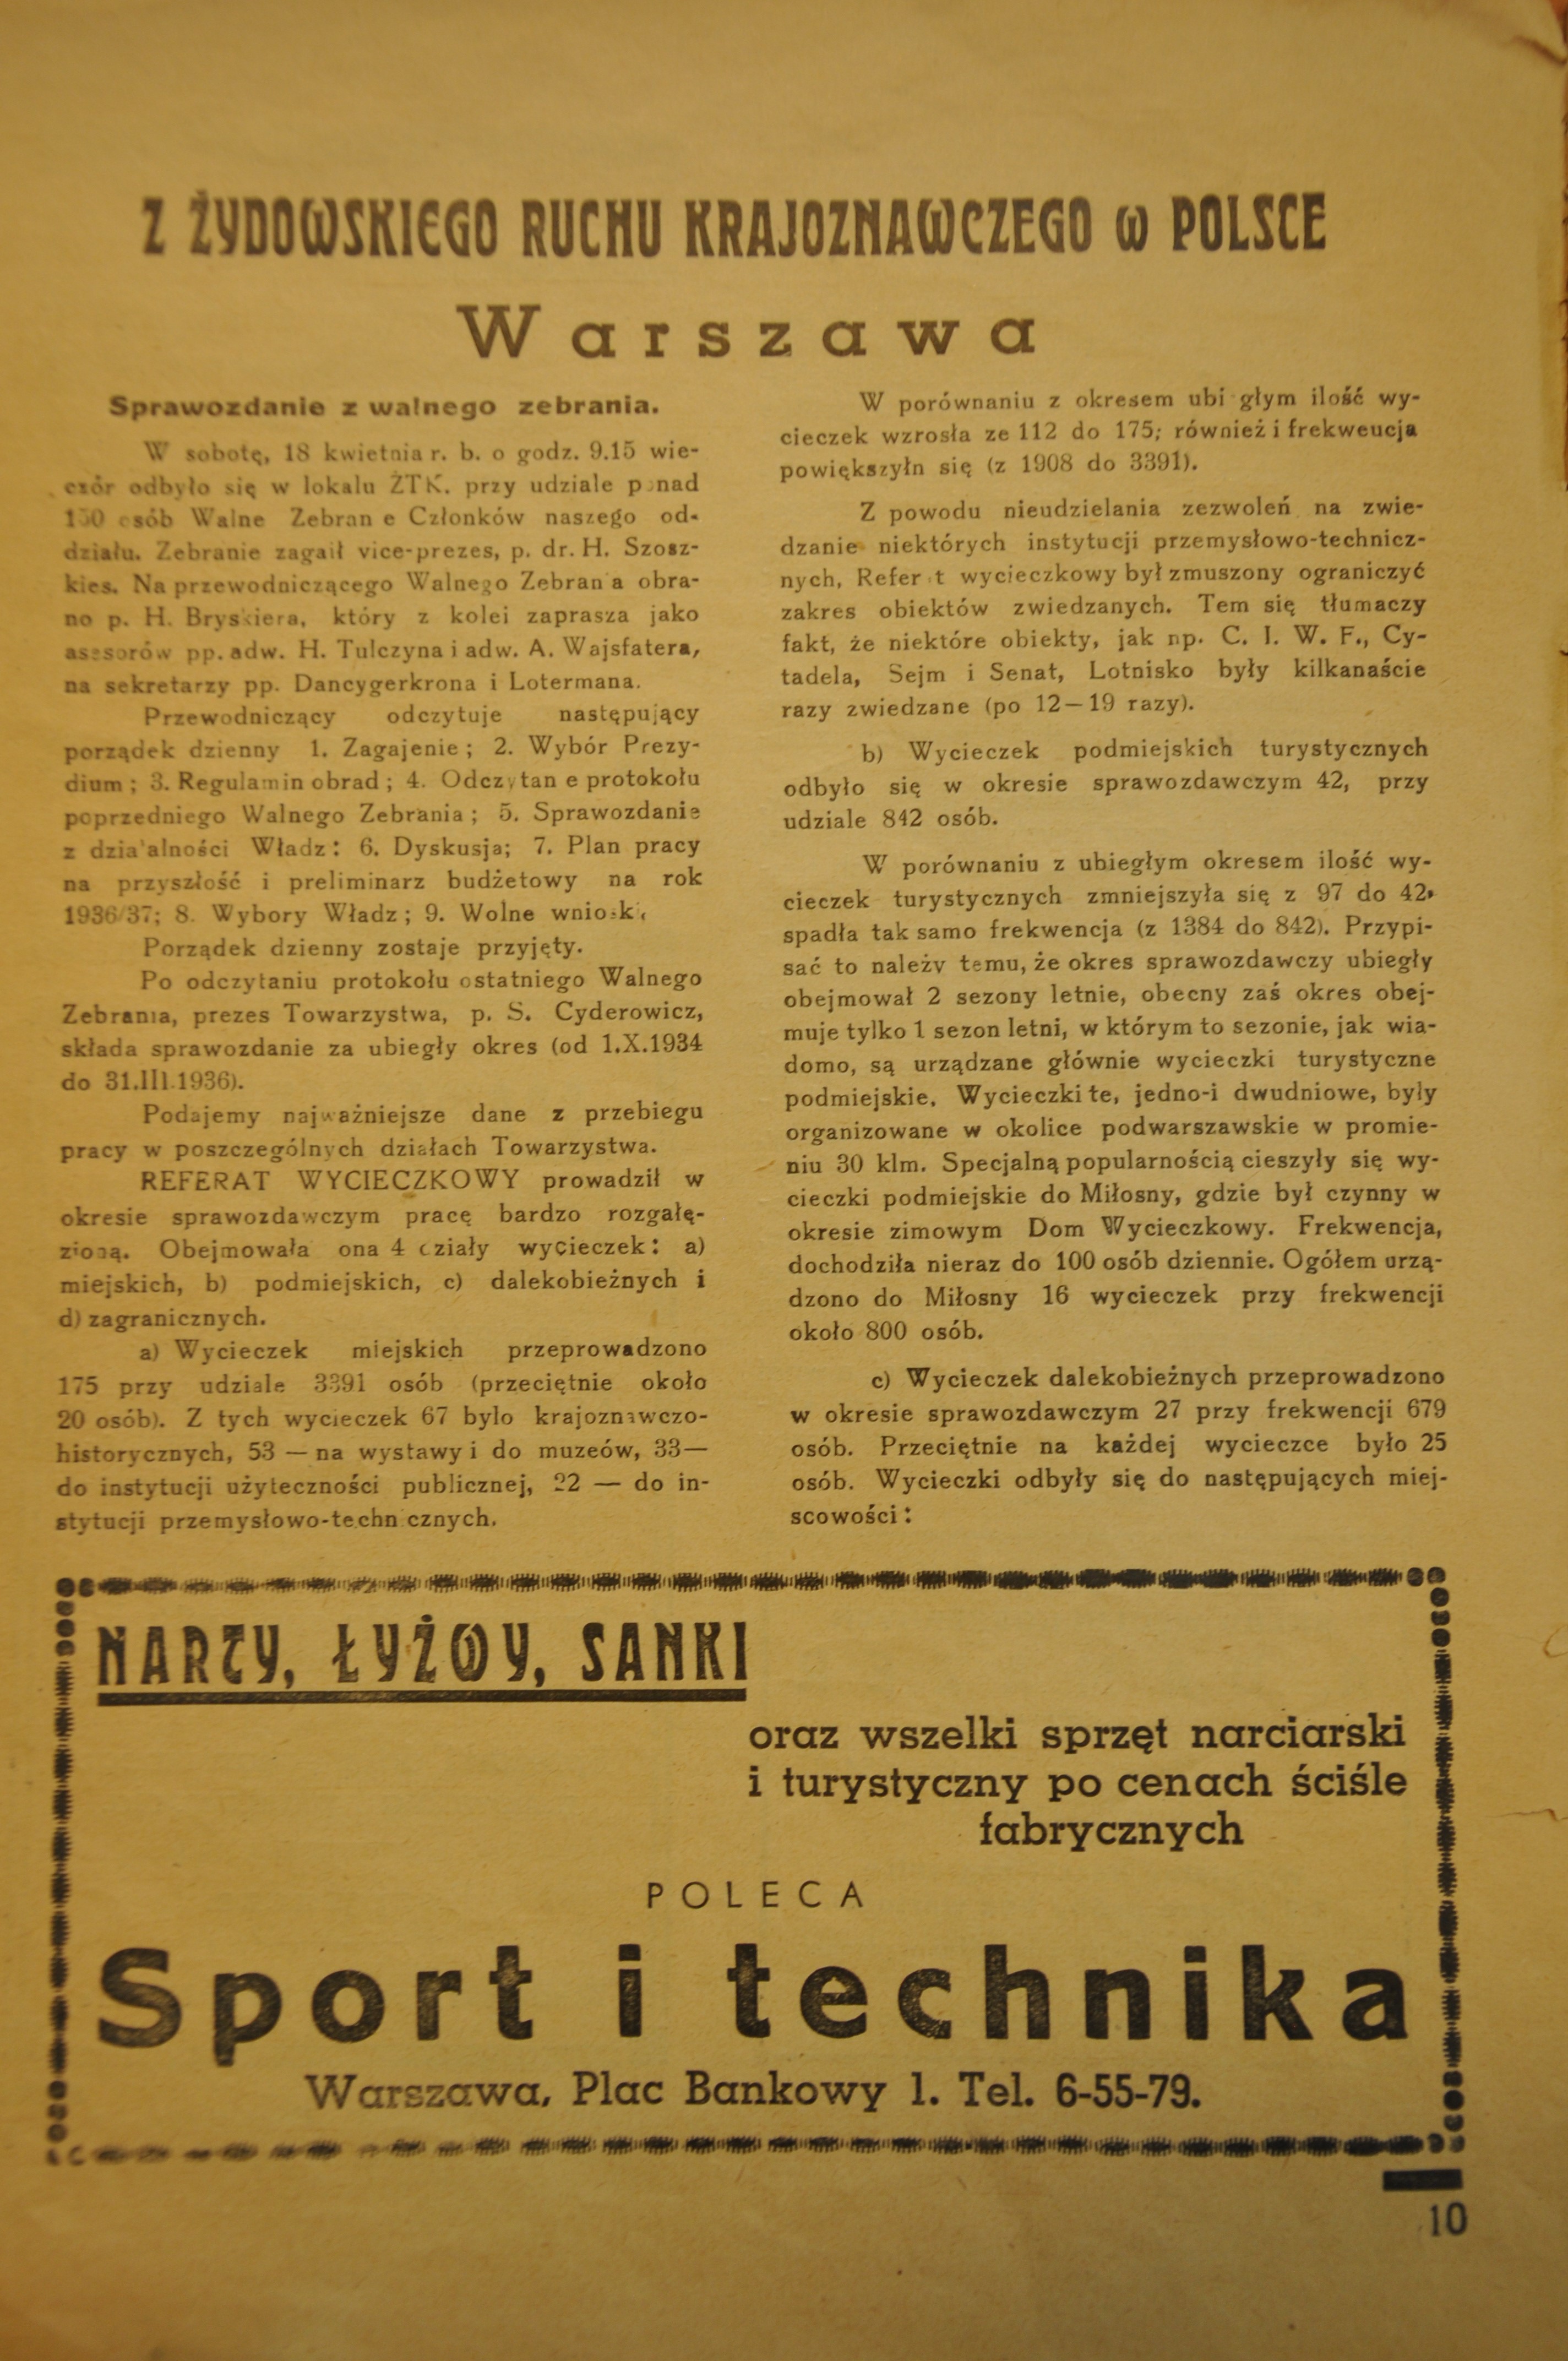 Z ŻYDOWSKIEGO RUCHU KRAJOZNAWCZEGO w POLSCE
Warszawa
Sprawozdanie z walnego zebrania.
W sobotę, 18 kwietnia r. b. o godz. 9.15 wie-
czór odbyło się w lokalu ŻTK. przy udziale ponad
osób Walne Zebran e Członków naszego od-
działu. Zebranie zagaił vice-prezes, p. dr. H. Szosz-
kies. Na przewodniczącego Walnego Zebran a obra-
no p. H. Bryskiera, który z kolei zaprasza jako
asesorów pp. adw. H. Tulczyna i adw. A. Wajsfatera,
na sekretarzy pp. Dancygerkrona i Lotermana.
Przewodniczący odczytuje następujący
porządek dzienny 1. Zagajenie ; 2. Wybór Prezy-
dium ; 3. Regulamin obrad ; 4. Odczytan e protokołu
poprzedniego Walnego Zebrania ; 5. Sprawozdanie
z działalności Władz : 6. Dyskusja; 7. Plan pracy
na przyszłość i preliminarz budżetowy na rok
1936/37; 8. Wybory Władz ; 9. Wolne wnioski.
Porządek dzienny zostaje przyjęty.
Po odczytaniu protokołu ostatniego Walnego
Zebrania, prezes Towarzystwa, p. S. Cyderowicz,
składa sprawozdanie za ubiegły okres (od 1.X.1934
do 31.III.1936).
Podajemy najważniejsze dane z przebiegu
pracy w poszczególnych działach Towarzystwa.
REFERAT WYCIECZKOWY prowadził w
okresie sprawozdawczym pracę bardzo rozgałę-
zioną. Obejmowała ona 4 działy wycieczek : a)
miejskich, b) podmiejskich, c) dalekobieżnych i
d) zagranicznych.
a) Wycieczek miejskich przeprowadzono
175 przy udziale 3391 osób (przeciętnie około
20 osób). Z tych wycieczek 67 bylo krajoznawczo-
historycznych, 53 — na wystawy i do muzeów, 33—
do instytucji użyteczności publicznej, 22 — do in-
stytucji przemysłowo-techn cznych.
W porównaniu z okresem ubi głym ilość wy-
cieczek wzrosła ze 112 do 175; również i frekweucja
powiększyłn się (z 1908 do 3391).
Z powodu nieudzielania zezwoleń na zwie-
dzanie niektórych instytucji przemysłowo-technicz-
nych, Refer t wycieczkowy był zmuszony ograniczyć
zakres obiektów zwiedzanych. Tem się tłumaczy
fakt, że niektóre obiekty, jak np. C. I. W. F., Cy-
tadela, Sejm i Senat, Lotnisko były kilkanaście
razy zwiedzane (po 12—19 razy).
b) Wycieczek podmiejskich turystycznych
odbyło się w okresie sprawozdawczym 42, przy
udziale 842 osób.
W porównaniu z ubiegłym okresem ilość wy-
cieczek turystycznych zmniejszyła się z 97 do 42,
spadła tak samo frekwencja (z 1384 do 842). Przypi-
sać to należy temu, że okres sprawozdawczy ubiegły
obejmował 2 sezony letnie, obecny zaś okres obej-
muje tylko 1 sezon letni, w którym to sezonie, jak wia-
domo, są urządzane głównie wycieczki turystyczne
podmiejskie. Wycieczki te, jedno-i dwudniowe, były
organizowane w okolice podwarszawskie w promie-
niu 30 klm. Specjalną popularnością cieszyły się wy-
cieczki podmiejskie do Miłosny, gdzie był czynny w
okresie zimowym Dom Wycieczkowy. Frekwencja,
dochodziła nieraz do 100 osób dziennie. Ogółem urzą-
dzono do Miłosny 16 wycieczek przy frekwencji
około 800 osób.
c) Wycieczek dalekobieżnych przeprowadzono
w okresie sprawozdawczym 27 przy frekwencji 679
osób. Przeciętnie na każdej wycieczce było 25
osób. Wycieczki odbyły się do następujących miej-
scowości :
NARTY, ŁYŻWY, SANKI
oraz wszelki sprzęt narciarski
i turystyczny po cenach ściśle
fabrycznych
POLECA
Sport i technika
Warszawa, Plac Bankowy 1. Tel. 6-55-79.
10